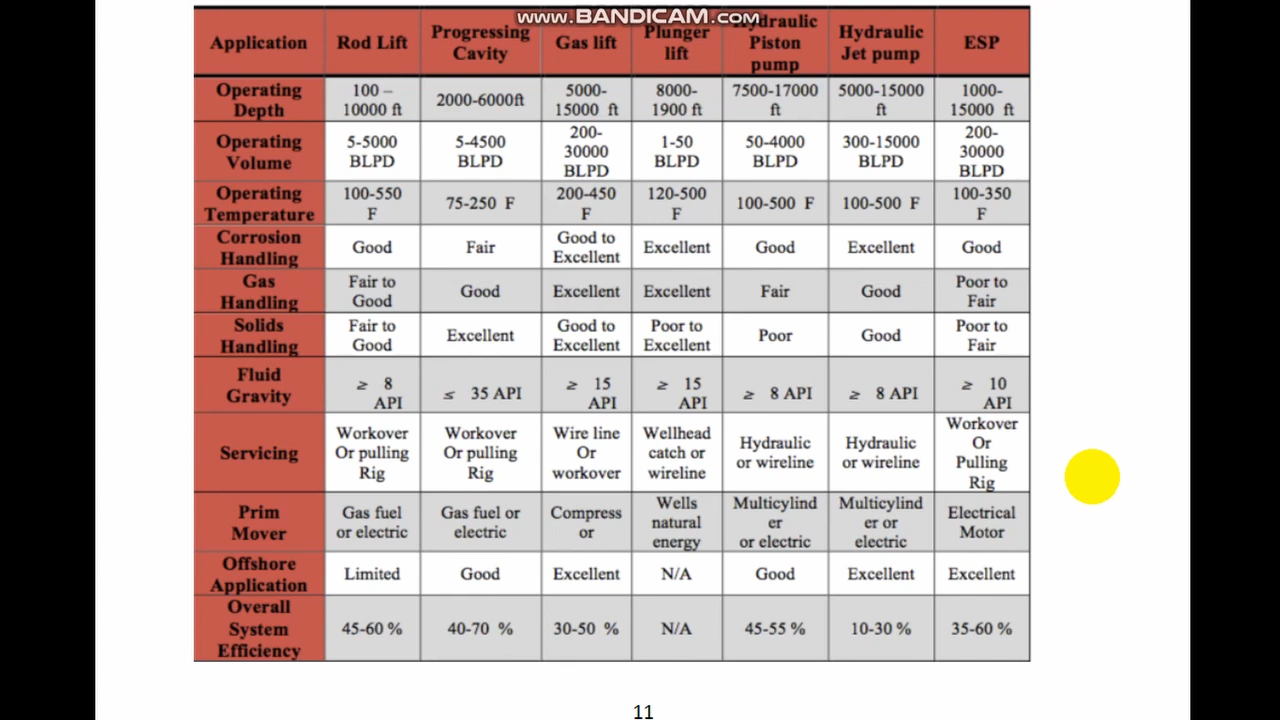 www.BANDICAM.com
Application Rod Lift Progressing Cavity Gas lift Plunger lift Hydraulic Piston pump Hydraulic Jet pump ESP
Operating Depth 100 – 10000 ft 2000-6000ft 5000-15000 ft 8000-1900 ft 7500-17000 ft 5000-15000 ft 1000-15000 ft
Operating Volume 5-5000 BLPD 5-4500 BLPD 200-30000 BLPD 1-50 BLPD 50-4000 BLPD 300-15000 BLPD 200-30000 BLPD
Operating Temperature 100-550 F 75-250 F 200-450 F 120-500 F 100-500 F 100-500 F 100-350 F
Corrosion Handling Good Fair Good to Excellent Excellent Good Excellent Good
Gas Handling Fair to Good Good Excellent Excellent Fair Good Poor to Fair
Solids Handling Fair to Good Excellent Good to Excellent Poor to Excellent Poor Good Poor to Fair
Fluid Gravity ≥ 8 API ≤ 35 API ≥ 15 API ≥ 15 API ≥ 8 API ≥ 8 API ≥ 10 API
Servicing Workover Or pulling Rig Workover Or pulling Rig Wire line Or workover Wellhead catch or wireline Hydraulic or wireline Hydraulic or wireline Workover Or Pulling Rig
Prim Mover Gas fuel or electric Gas fuel or electric Compress or Wells natural energy Multicylind er or electric Multicylind er or electric Electrical Motor
Offshore Application Limited Good Excellent N/A Good Excellent Excellent
Overall System Efficiency 45-60 % 40-70 % 30-50 % N/A 45-55 % 10-30 % 35-60 %
11